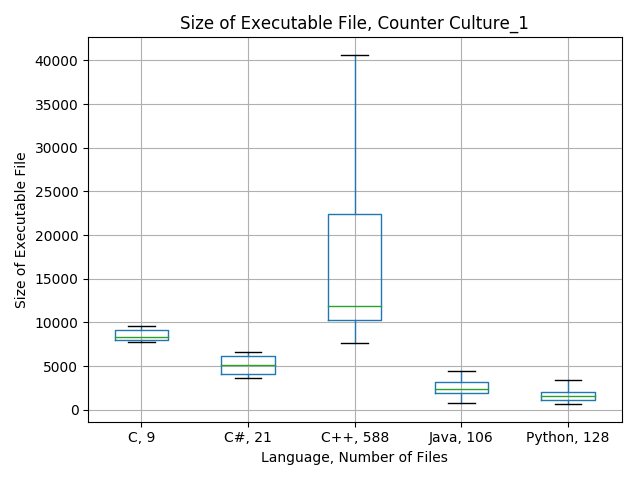 Size of Executable File, Counter Culture_1
Size of Executable File
40000
35000
30000
25000
20000
15000
10000
5000
0
C, 9
C#, 21
C++, 588
Java, 106
Python, 128
Language, Number of Files